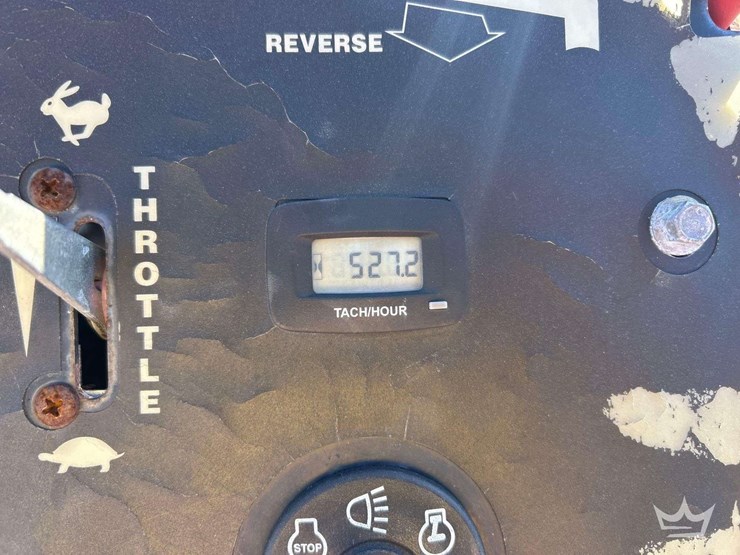 REVERSE
THROTTLE
527.2
TACH/HOUR
STOP